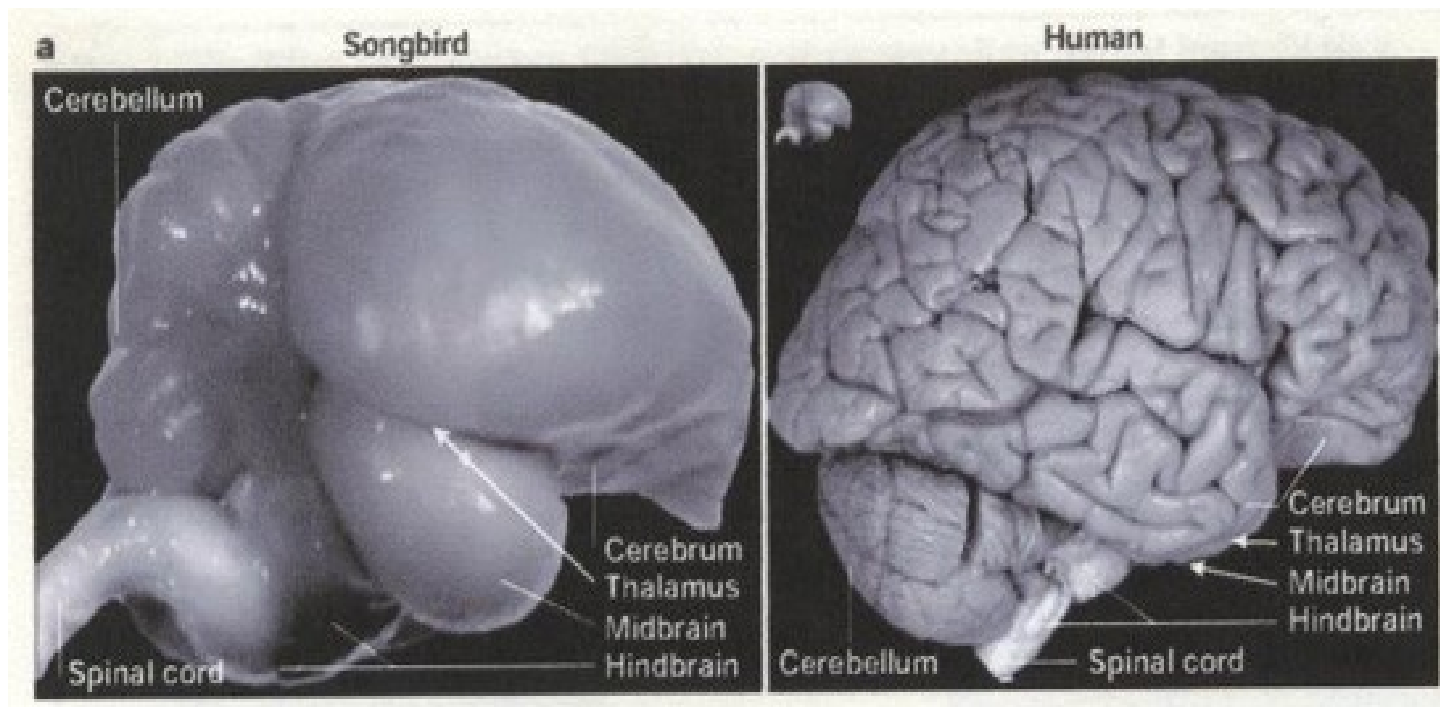 a
Songbird
Human
Cerebellum
Cerebrum
Thalamus
Midbrain
Hindbrain
Spinal cord
Cerebrum
Thalamus
Midbrain
Hindbrain
Cerebellum
Spinal cord